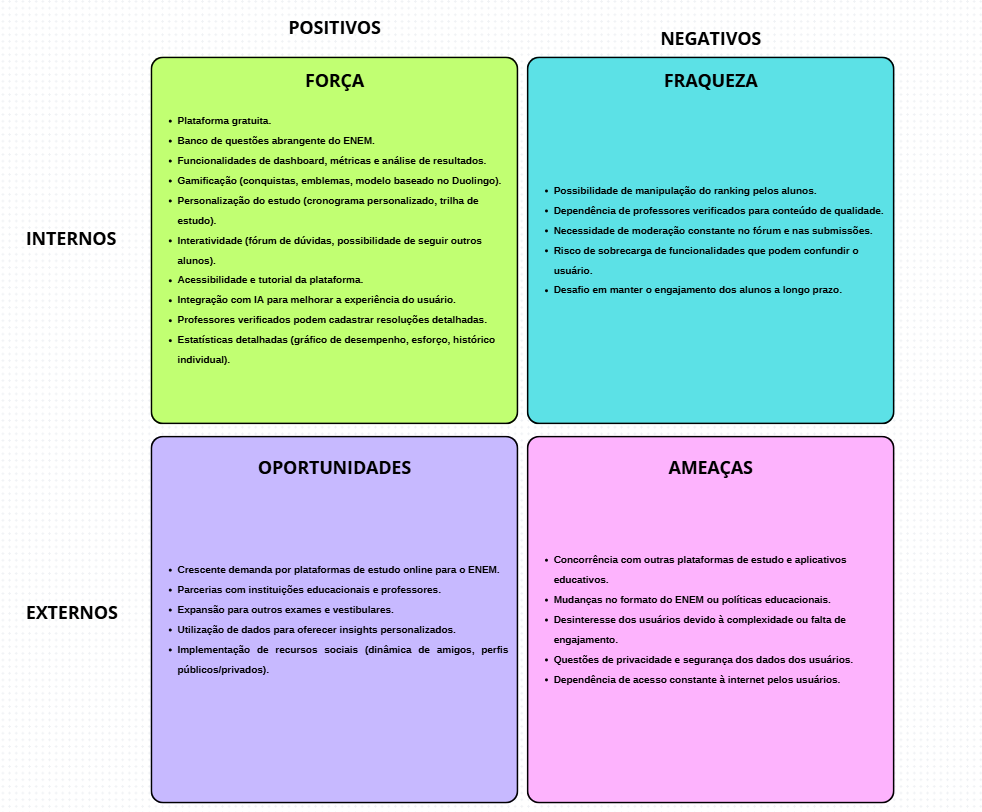 POSITIVOS
NEGATIVOS
INTERNOS
FORÇA
• Plataforma gratuita.
• Banco de questões abrangente do ENEM.
• Funcionalidades de dashboard, métricas e análise de resultados.
• Gamificação (conquistas, emblemas, modelo baseado no Duolingo).
• Personalização do estudo (cronograma personalizado, trilha de
estudo).
• Interatividade (fórum de dúvidas, possibilidade de seguir outros
alunos).
• Acessibilidade e tutorial da plataforma.
• Integração com IA para melhorar a experiência do usuário.
• Professores verificados podem cadastrar resoluções detalhadas.
• Estatísticas detalhadas (gráfico de desempenho, esforço, histórico
individual).
FRAQUEZA
• Possibilidade de manipulação do ranking pelos alunos.
• Dependência de professores verificados para conteúdo de qualidade.
• Necessidade de moderação constante no fórum e nas submissões.
• Risco de sobrecarga de funcionalidades que podem confundir o
usuário.
• Desafio em manter o engajamento dos alunos a longo prazo.
EXTERNOS
OPORTUNIDADES
• Crescente demanda por plataformas de estudo online para o ENEM.
• Parcerias com instituições educacionais e professores.
• Expansão para outros exames e vestibulares.
• Utilização de dados para oferecer insights personalizados.
• Implementação de recursos sociais (dinâmica de amigos, perfis
públicos/privados).
AMEAÇAS
• Concorrência com outras plataformas de estudo e aplicativos
educativos.
• Mudanças no formato do ENEM ou políticas educacionais.
• Desinteresse dos usuários devido à complexidade ou falta de
engajamento.
• Questões de privacidade e segurança dos dados dos usuários.
• Dependência de acesso constante à internet pelos usuários.